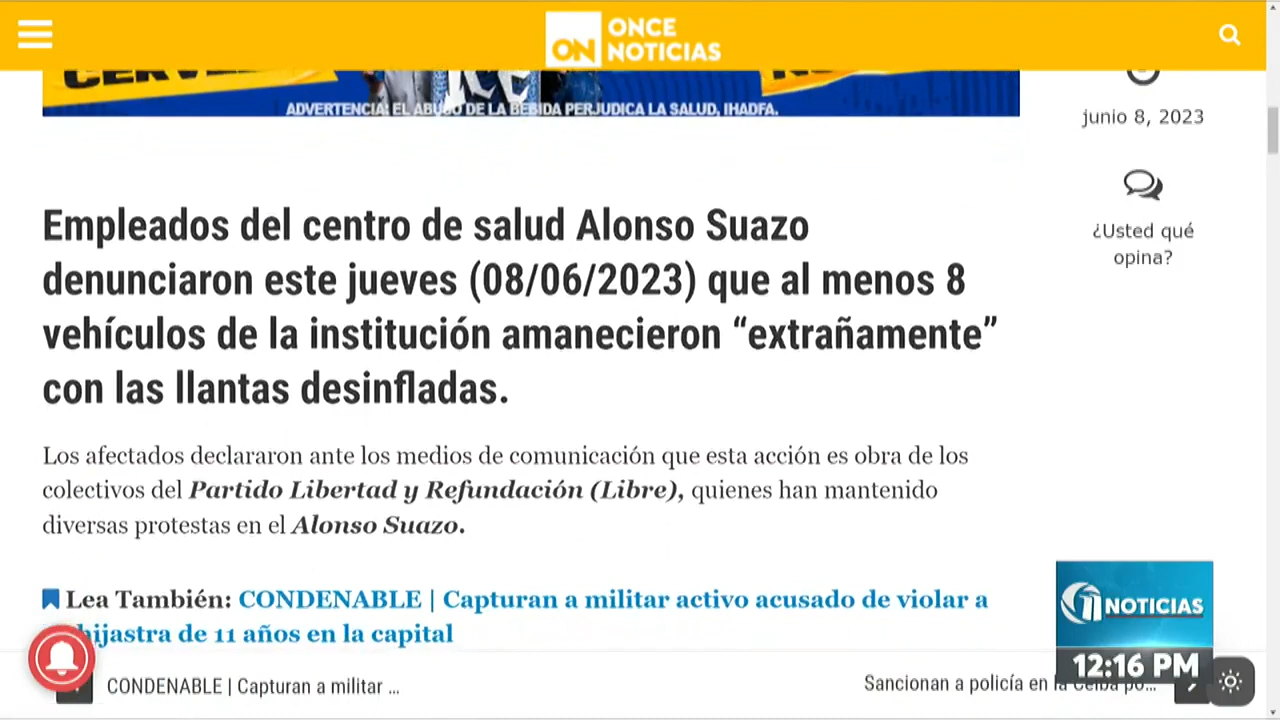 ON ONCE
NOTICIAS
ADVERTENCIA: EL ABUSO DE LA BEBIDA PERJUDICA LA SALUD, IHADFA.
junio 8, 2023
¿Usted qué
opina?
Empleados del centro de salud Alonso Suazo
denunciaron este jueves (08/06/2023) que al menos 8
vehículos de la institución amanecieron “extrañamente”
con las llantas desinfladas.
Los afectados declararon ante los medios de comunicación que esta acción es obra de los
colectivos del Partido Libertad y Refundación (Libre), quienes han mantenido
diversas protestas en el Alonso Suazo.
Lea También: CONDENABLE | Capturan a militar activo acusado de violar a
hijastra de 11 años en la capital
11 NOTICIAS
12:16 PM
CONDENABLE | Capturan a militar ...
Sancionan a policía en la Ceiba po...